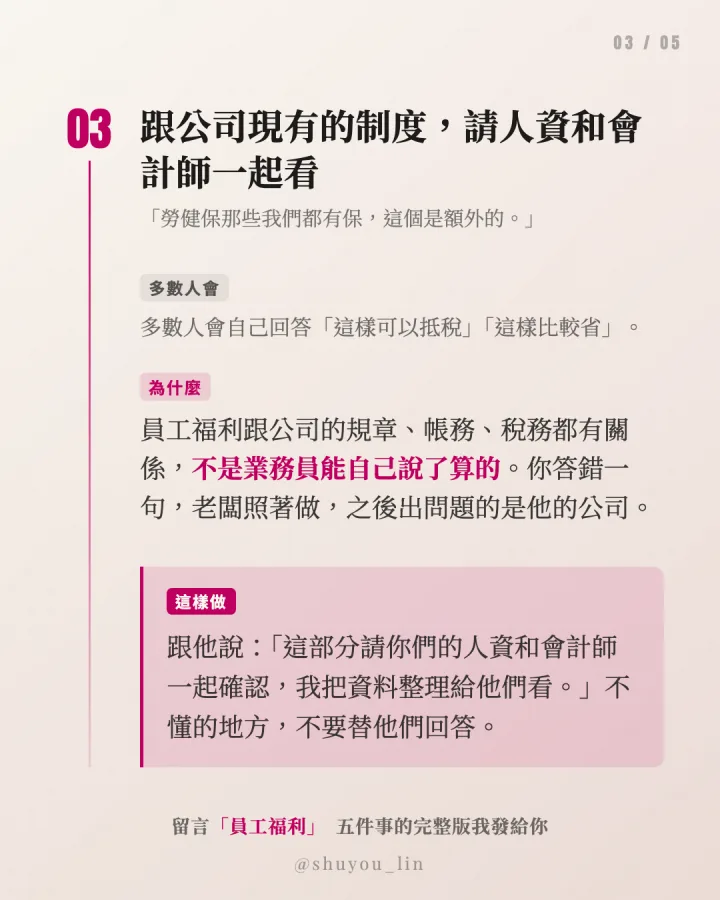 03 / 05
03
跟公司現有的制度，請人資和會
計師一起看
「勞健保那些我們都有保，這個是額外的。」
多數人會
多數人會自己回答「這樣可以抵稅」「這樣比較省」。
為什麼
員工福利跟公司的規章、帳務、稅務都有關
係，不是業務員能自己說了算的。你答錯一
句，老闆照著做，之後出問題的是他的公司。
這樣做
跟他說：「這部分請你們的人資和會計師
一起確認，我把資料整理給他們看。」不
懂的地方，不要替他們回答。
留言「員工福利」 五件事的完整版我發給你
@shuyou_lin